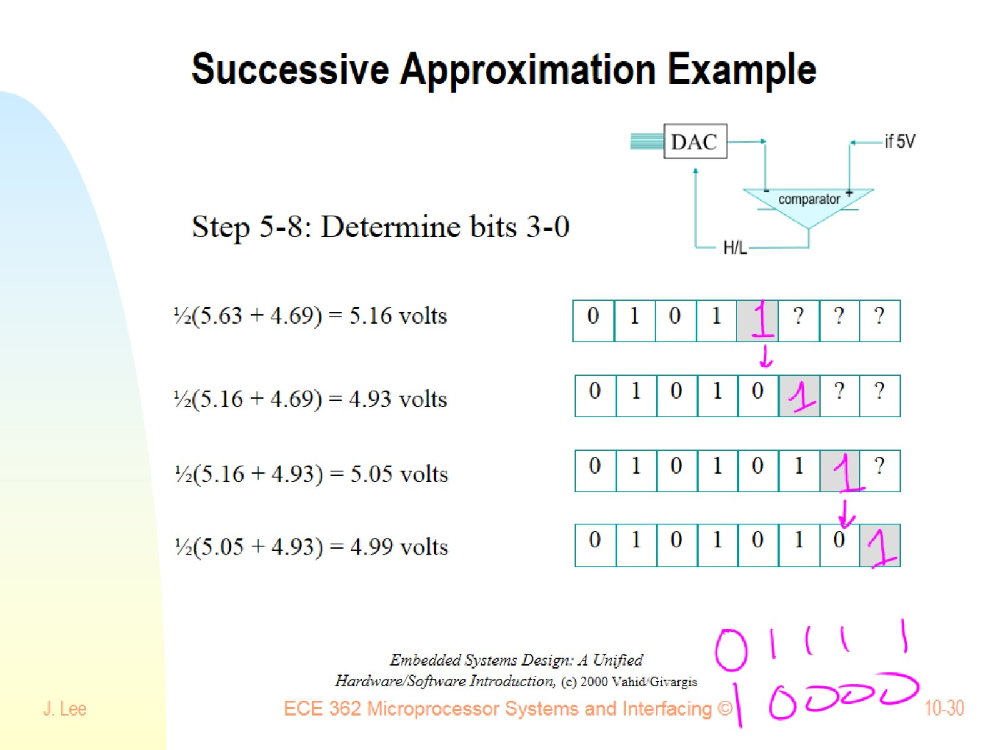 Successive Approximation Example
DAC
if 5V
- comparator +
H/L
Step 5-8: Determine bits 3-0
½(5.63 + 4.69) = 5.16 volts
0 1 0 1 1 ? ? ?
½(5.16 + 4.69) = 4.93 volts
0 1 0 1 0 1 ? ?
½(5.16 + 4.93) = 5.05 volts
0 1 0 1 0 1 1 ?
½(5.05 + 4.93) = 4.99 volts
0 1 0 1 0 1 0 1
0 1 1 1 1
1 0 0 0 0
Embedded Systems Design: A Unified
Hardware/Software Introduction, (c) 2000 Vahid/Givargis
J. Lee
ECE 362 Microprocessor Systems and Interfacing ©
10-30